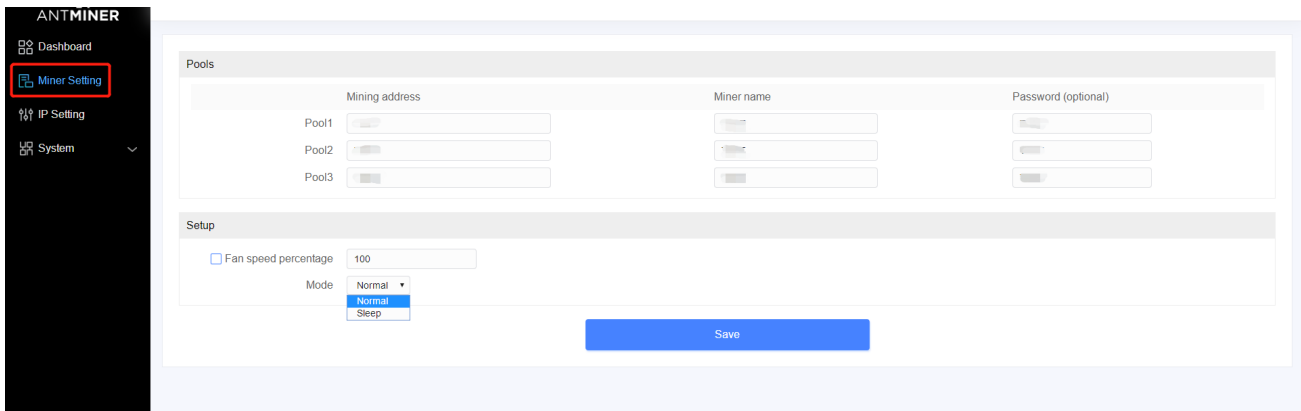 ANTMINER
Dashboard
Miner Setting
IP Setting
System
Pools
Mining address Miner name Password (optional)
Pool1
Pool2
Pool3
Setup
Fan speed percentage 100
Mode Normal
Normal
Sleep
Save